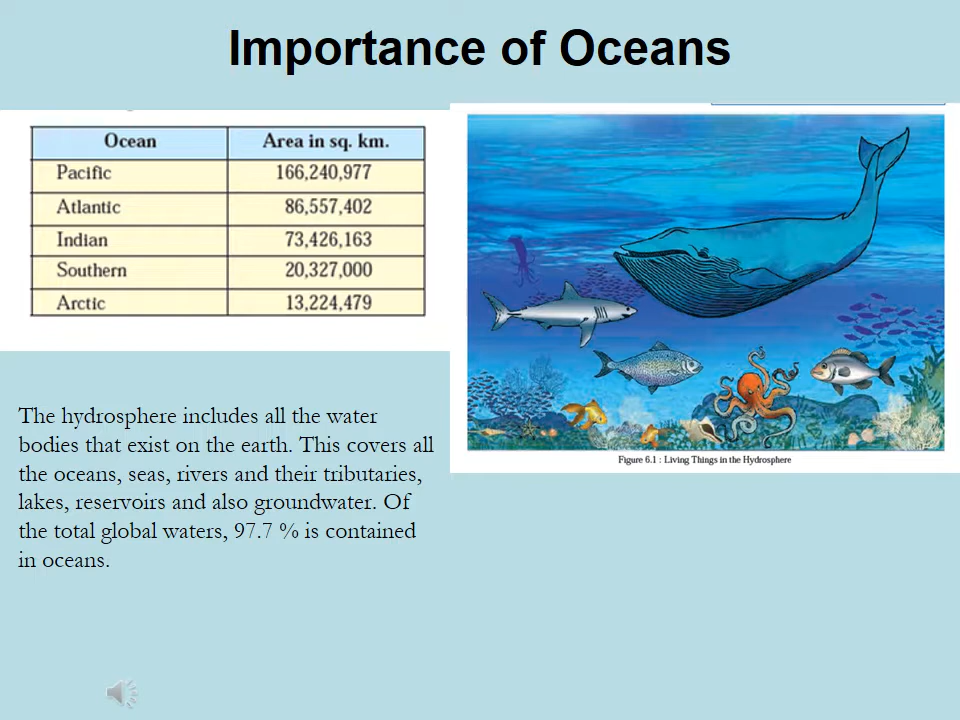 Importance of Oceans
Ocean Area in sq. km.
Pacific 166,240,977
Atlantic 86,557,402
Indian 73,426,163
Southern 20,327,000
Arctic 13,224,479
Figure 6.1 : Living Things in the Hydrosphere
The hydrosphere includes all the water
bodies that exist on the earth. This covers all
the oceans, seas, rivers and their tributaries,
lakes, reservoirs and also groundwater. Of
the total global waters, 97.7 % is contained
in oceans.